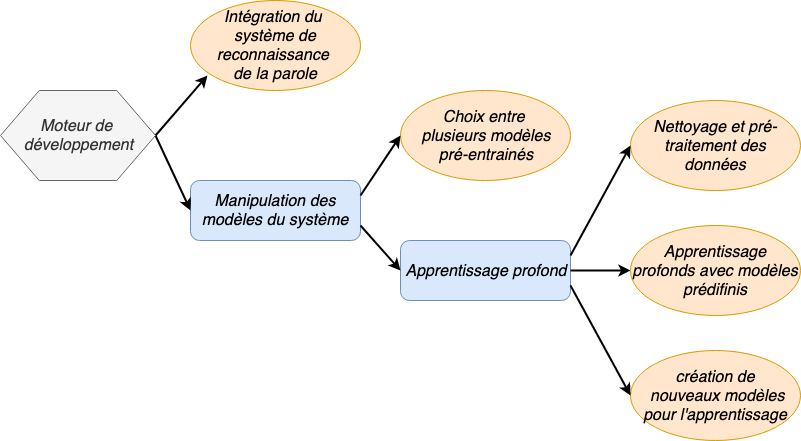 Intégration du
système de
reconnaissance
de la parole
Moteur de
développement
Choix entre
plusieurs modèles
pré-entrainés
Nettoyage et pré-
traitement des
données
Manipulation des
modèles du système
Apprentissage profond
Apprentissage
profonds avec modèles
prédifinis
création de
nouveaux modèles
pour l'apprentissage